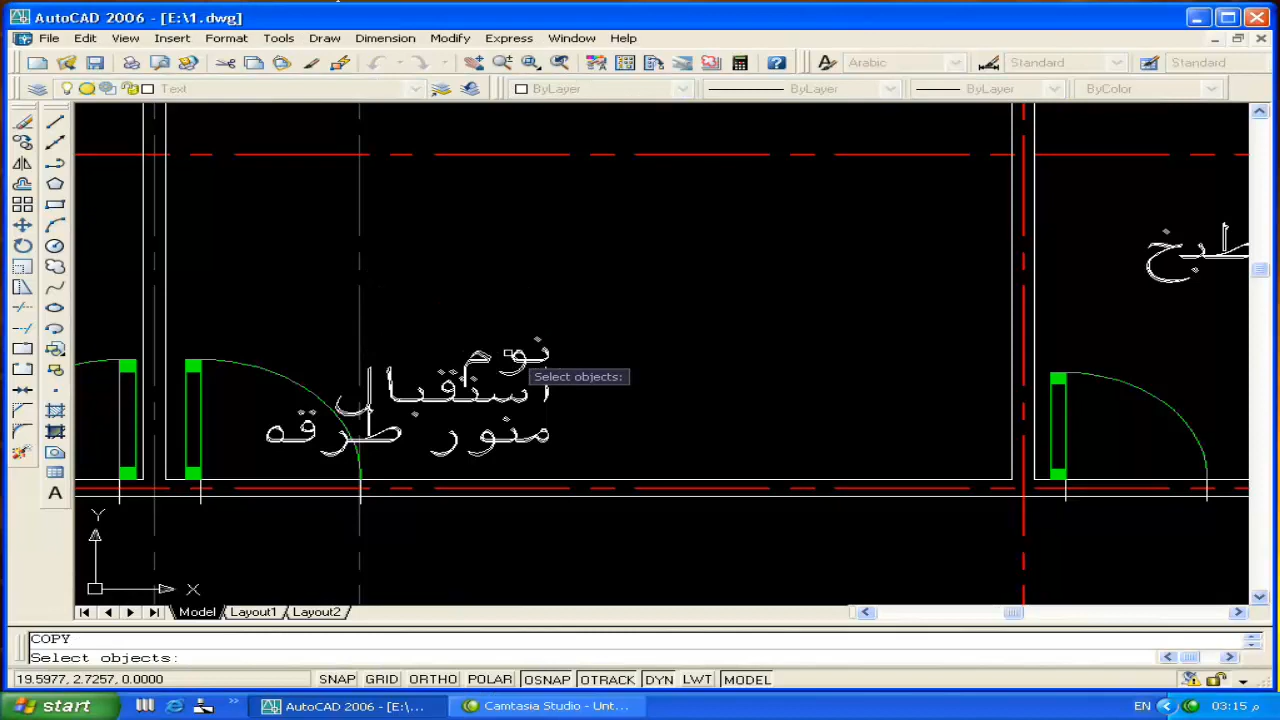 AutoCAD 2006 - [E:\1.dwg]
File Edit View Insert Format Tools Draw Dimension Modify Express Window Help
Arabic Standard Standard
Text ByLayer ByLayer ByLayer ByColor
طبخ
نوم
Select objects:
استقبال
منور طرقه
Y
X
Model Layout1 Layout2
COPY
Select objects:
19.5977, 2.7257, 0.0000 SNAP GRID ORTHO POLAR OSNAP OTRACK DYN LWT MODEL
start AutoCAD 2006 - [E:\... Camtasia Studio - Unt... EN 03:15 م